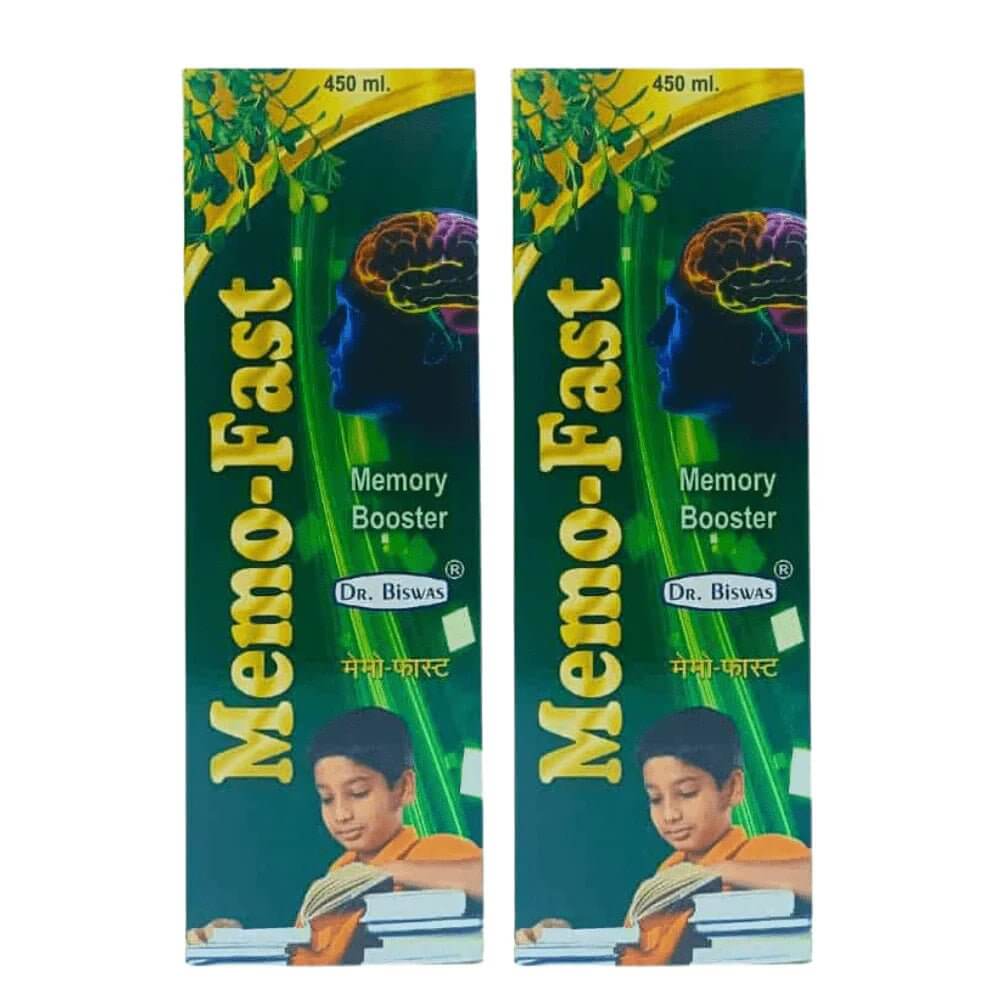 450 ml.
Memo-Fast
Memory
Booster
DR. BISWAS®
मेमो-फास्ट
450 ml.
Memo-Fast
Memory
Booster
DR. BISWAS®
मेमो-फास्ट